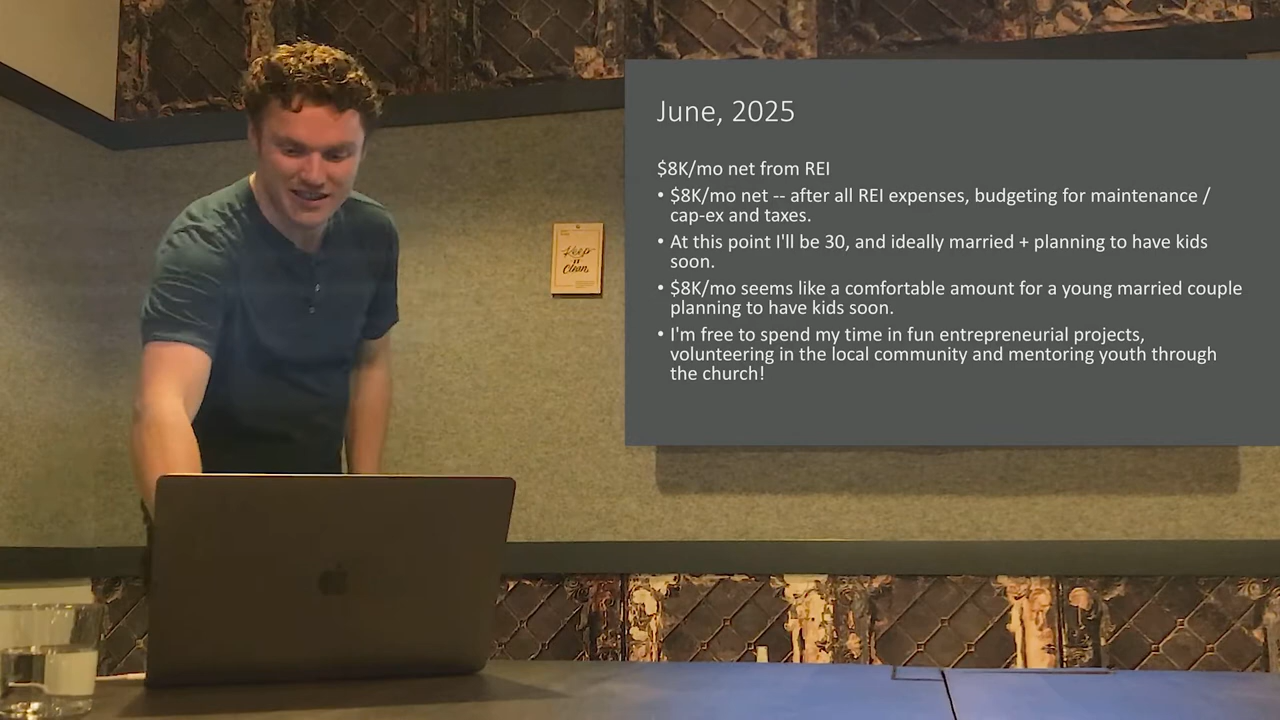 June, 2025
$8K/mo net from REI
• $8K/mo net -- after all REI expenses, budgeting for maintenance /
cap-ex and taxes.
• At this point I'll be 30, and ideally married + planning to have kids
soon.
• $8K/mo seems like a comfortable amount for a young married couple
planning to have kids soon.
• I'm free to spend my time in fun entrepreneurial projects,
volunteering in the local community and mentoring youth through
the church!
Keep
it
Clean